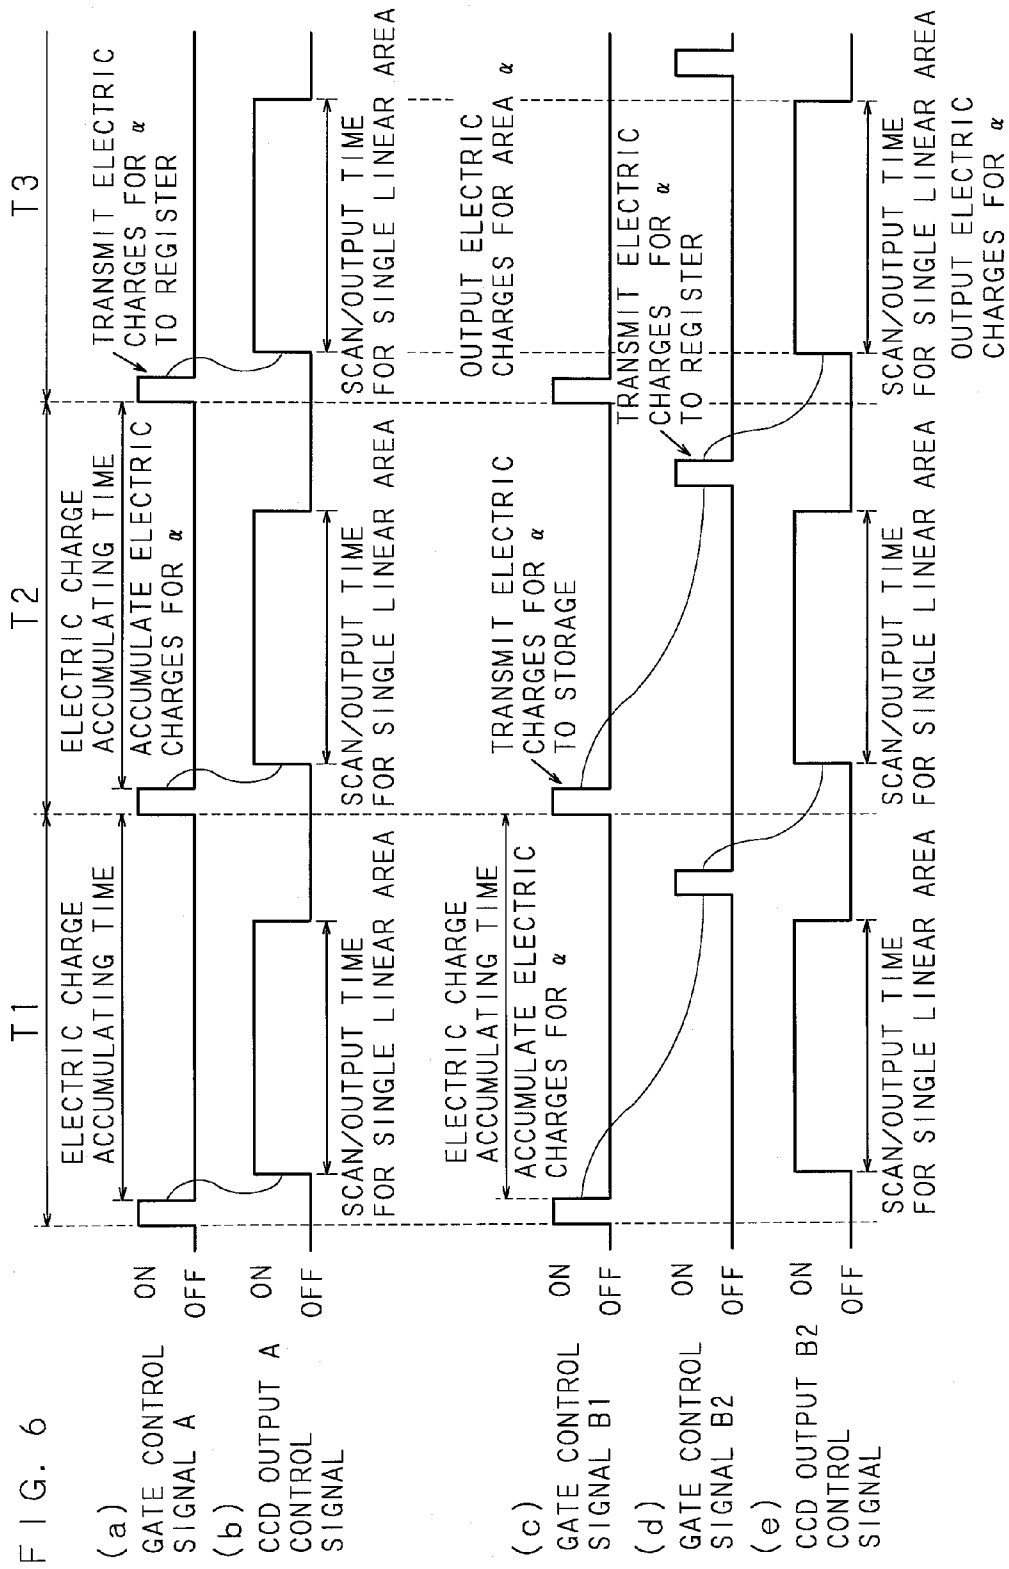 FIG. 6
T1
T2
T3
(a)
GATE CONTROL
SIGNAL A
ON
OFF
ELECTRIC CHARGE
ACCUMULATING TIME
ELECTRIC CHARGE
ACCUMULATING TIME
ACCUMULATE ELECTRIC
CHARGES FOR α
TRANSMIT ELECTRIC
CHARGES FOR α
TO REGISTER
(b)
CCD OUTPUT A
CONTROL
SIGNAL
ON
OFF
SCAN/OUTPUT TIME
FOR SINGLE LINEAR AREA
SCAN/OUTPUT TIME
FOR SINGLE LINEAR AREA
SCAN/OUTPUT TIME
FOR SINGLE LINEAR AREA
OUTPUT ELECTRIC
CHARGES FOR AREA α
(c)
GATE CONTROL
SIGNAL B1
ON
OFF
ELECTRIC CHARGE
ACCUMULATING TIME
ACCUMULATE ELECTRIC
CHARGES FOR α
TRANSMIT ELECTRIC
CHARGES FOR α
TO STORAGE
(d)
GATE CONTROL
SIGNAL B2
ON
OFF
TRANSMIT ELECTRIC
CHARGES FOR α
TO REGISTER
(e)
CCD OUTPUT B2
CONTROL
SIGNAL
ON
OFF
SCAN/OUTPUT TIME
FOR SINGLE LINEAR AREA
SCAN/OUTPUT TIME
FOR SINGLE LINEAR AREA
SCAN/OUTPUT TIME
FOR SINGLE LINEAR AREA
OUTPUT ELECTRIC
CHARGES FOR α